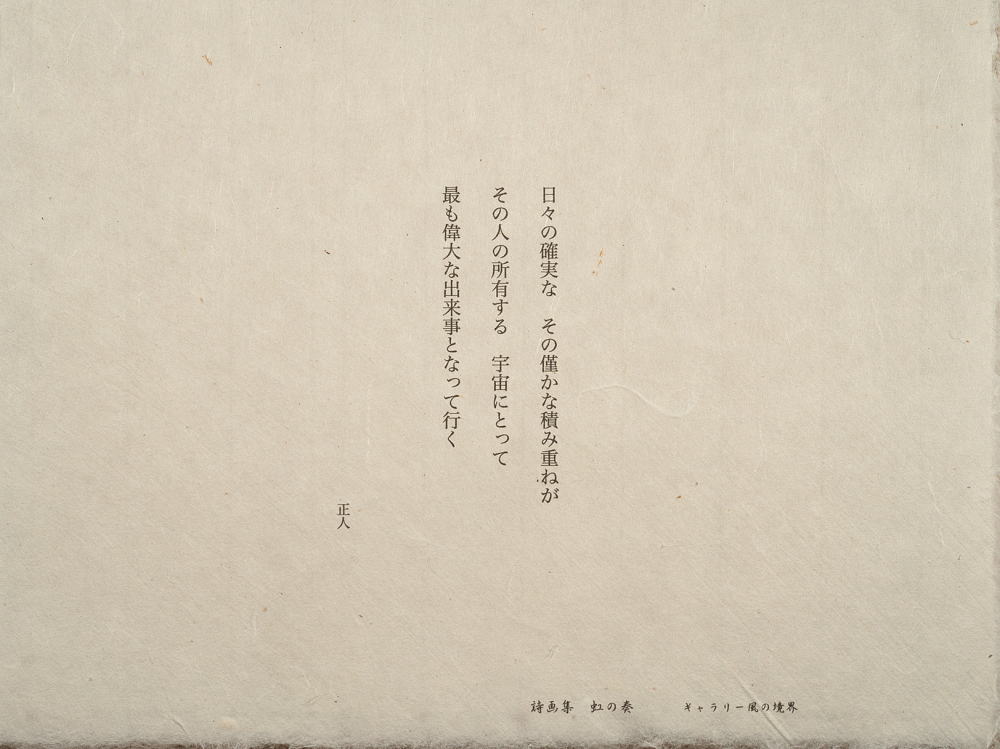 日々の確実な　その僅かな積み重ねが
その人の所有する　宇宙にとって
最も偉大な出来事となって行く
正人
詩画集　虹の奏　　ギャラリー風の境界